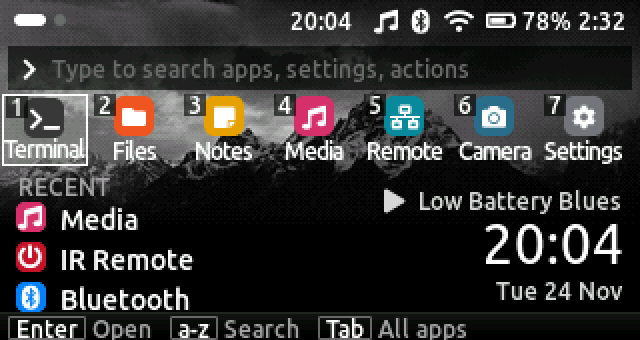 20:04 78% 2:32
Type to search apps, settings, actions
1 2 3 4 5 6 7
Terminal Files Notes Media Remote Camera Settings
RECENT
Media
IR Remote
Bluetooth
Low Battery Blues
20:04
Tue 24 Nov
Enter Open a-z Search Tab All apps